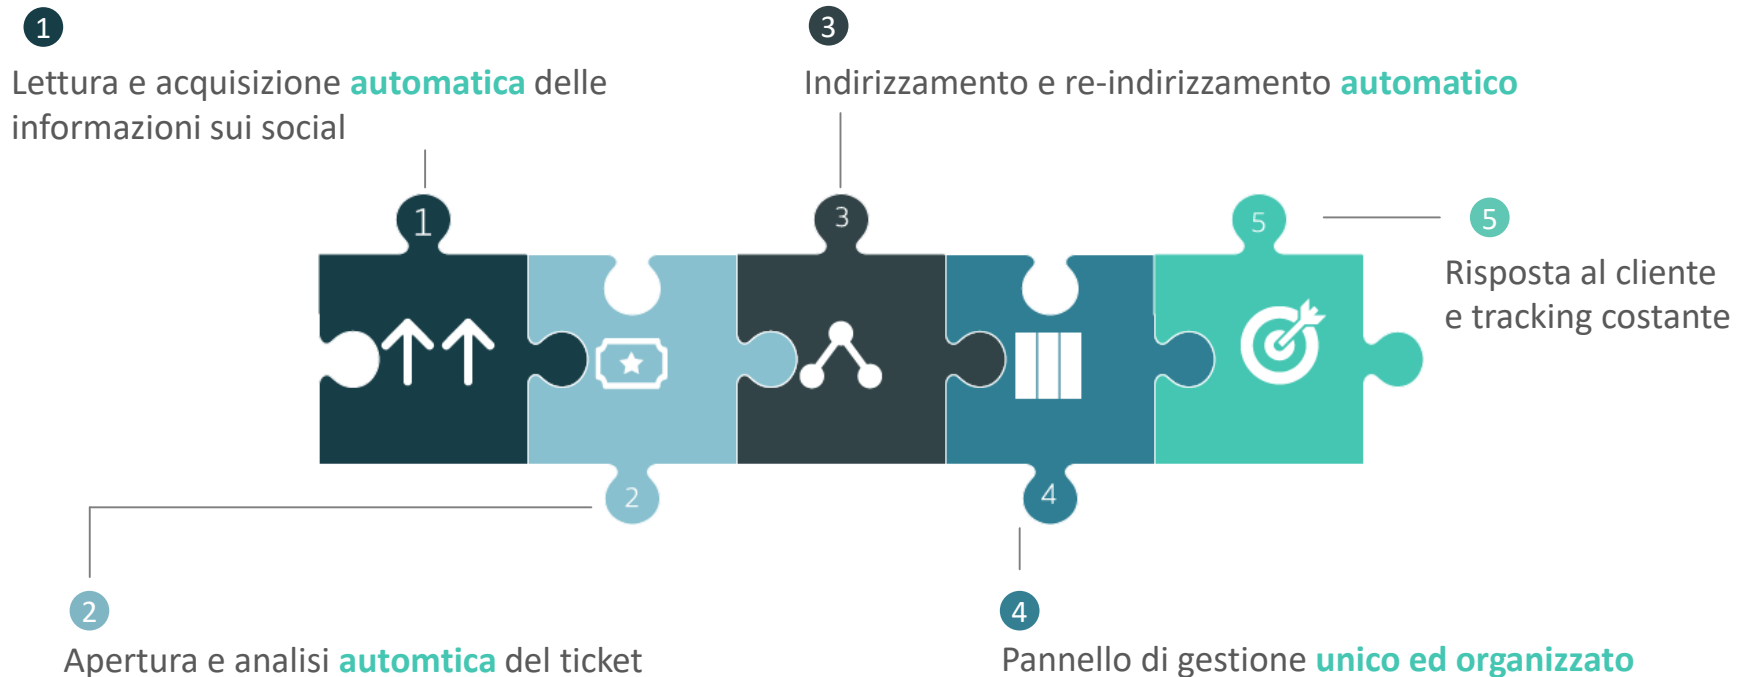 1
Lettura e acquisizione automatica delle
informazioni sui social
3
Indirizzamento e re-indirizzamento automatico
1
3
5
5
Risposta al cliente
e tracking costante
2
4
2
Apertura e analisi automtica del ticket
4
Pannello di gestione unico ed organizzato